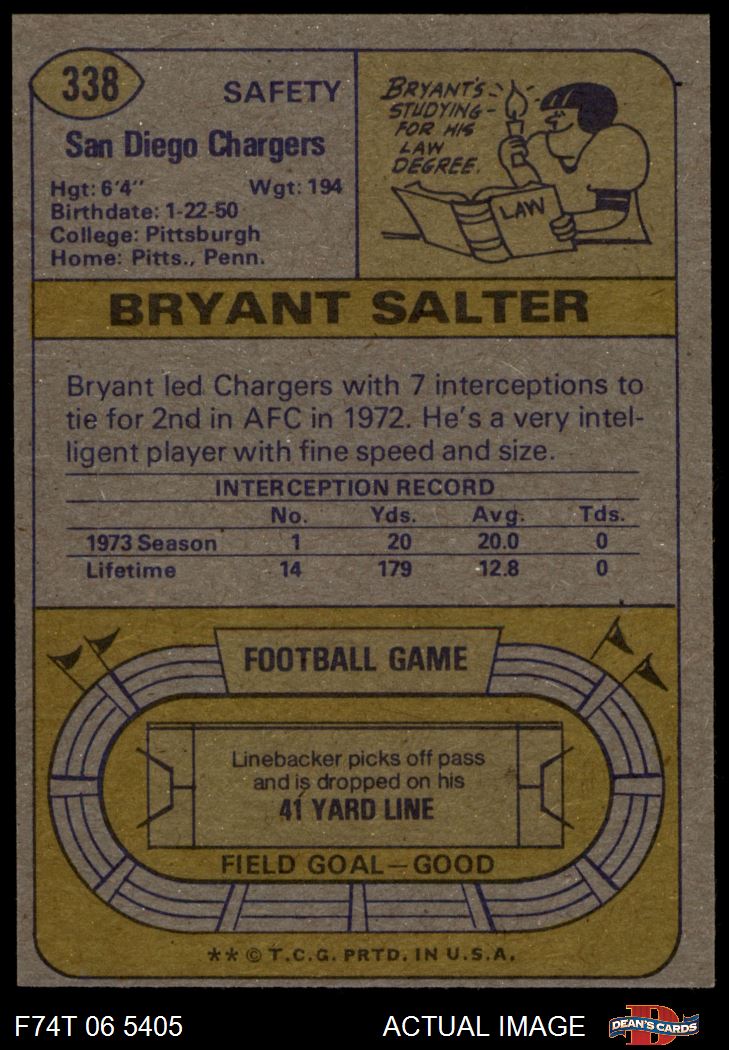 338
SAFETY
San Diego Chargers
Hgt: 6'4" Wgt: 194
Birthdate: 1-22-50
College: Pittsburgh
Home: Pitts., Penn.
BRYANT'S
STUDYING
FOR HIS
LAW
DEGREE.
LAW
BRYANT SALTER
Bryant led Chargers with 7 interceptions to
tie for 2nd in AFC in 1972. He's a very intel-
ligent player with fine speed and size.
INTERCEPTION RECORD
No. Yds. Avg. Tds.
1973 Season 1 20 20.0 0
Lifetime 14 179 12.8 0
FOOTBALL GAME
Linebacker picks off pass
and is dropped on his
41 YARD LINE
FIELD GOAL—GOOD
**© T.C.G. PRTD. IN U.S.A.
F74T 06 5405 ACTUAL IMAGE
D
DEAN'S CARDS